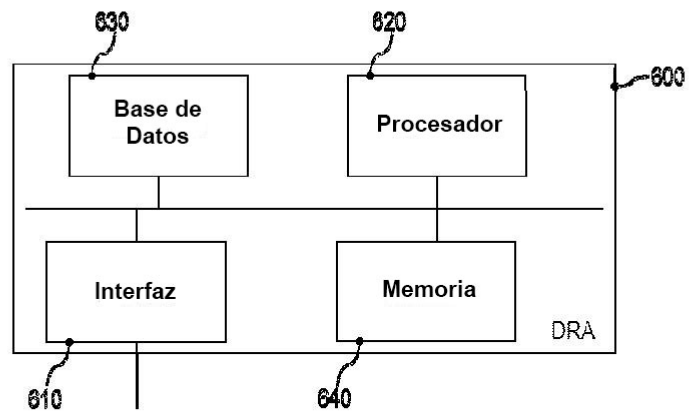 630
620
600
Base de
Datos
Procesador
Interfaz
Memoria
DRA
610
640